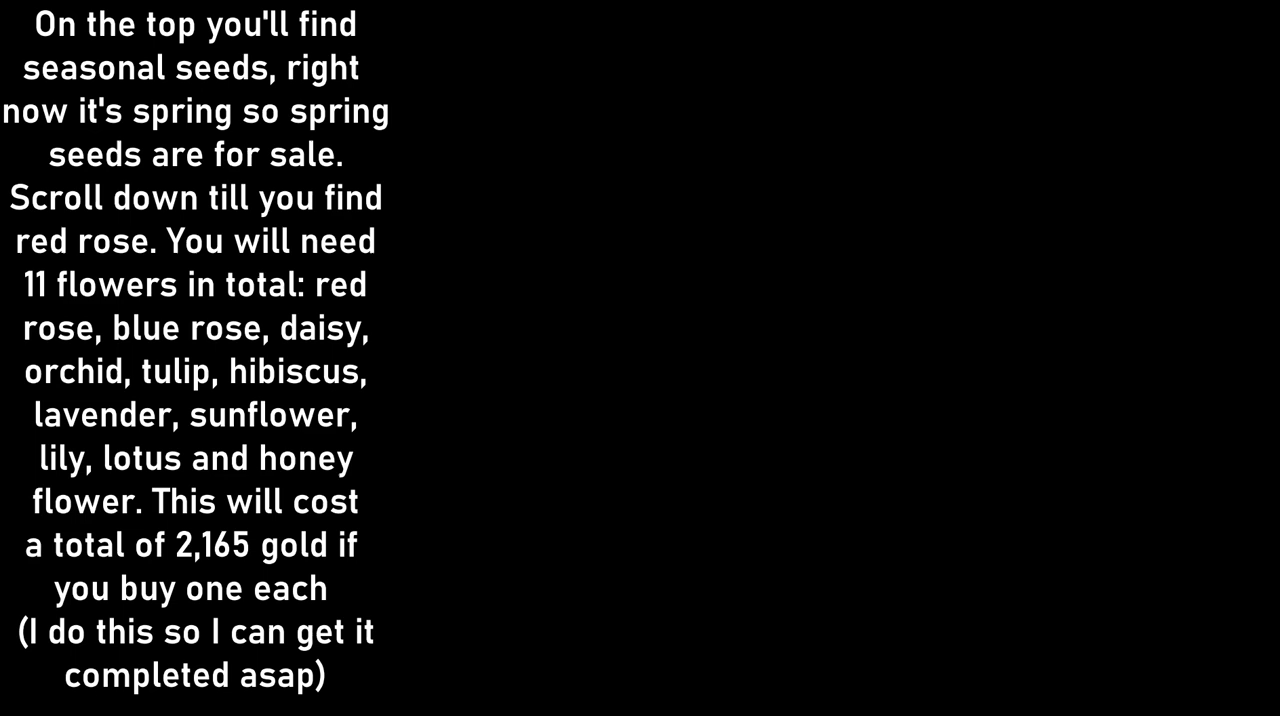 On the top you'll find
seasonal seeds, right
now it's spring so spring
seeds are for sale.
Scroll down till you find
red rose. You will need
11 flowers in total: red
rose, blue rose, daisy,
orchid, tulip, hibiscus,
lavender, sunflower,
lily, lotus and honey
flower. This will cost
a total of 2,165 gold if
you buy one each
(I do this so I can get it
completed asap)